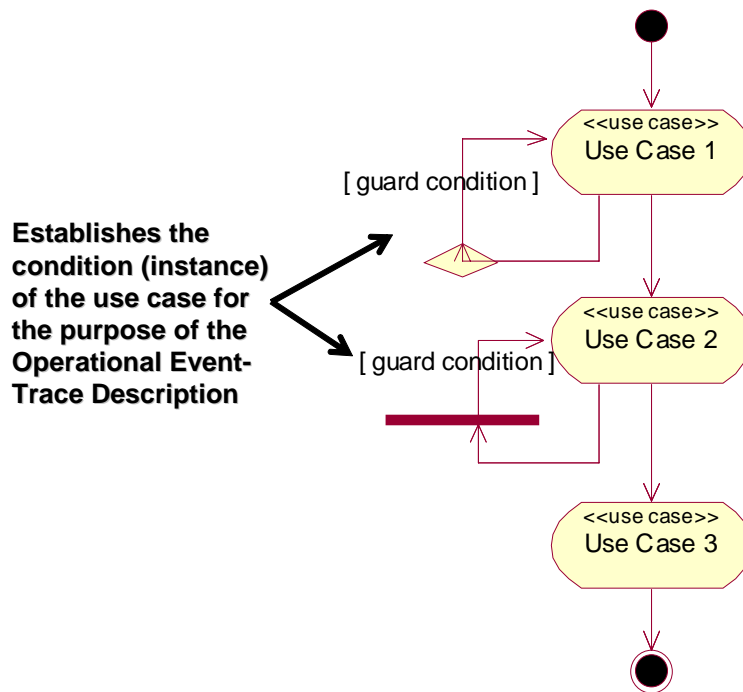 <<use case>>
Use Case 1
[ guard condition ]
Establishes the
condition (instance)
of the use case for
the purpose of the
Operational Event-
Trace Description
<<use case>>
Use Case 2
[ guard condition ]
<<use case>>
Use Case 3